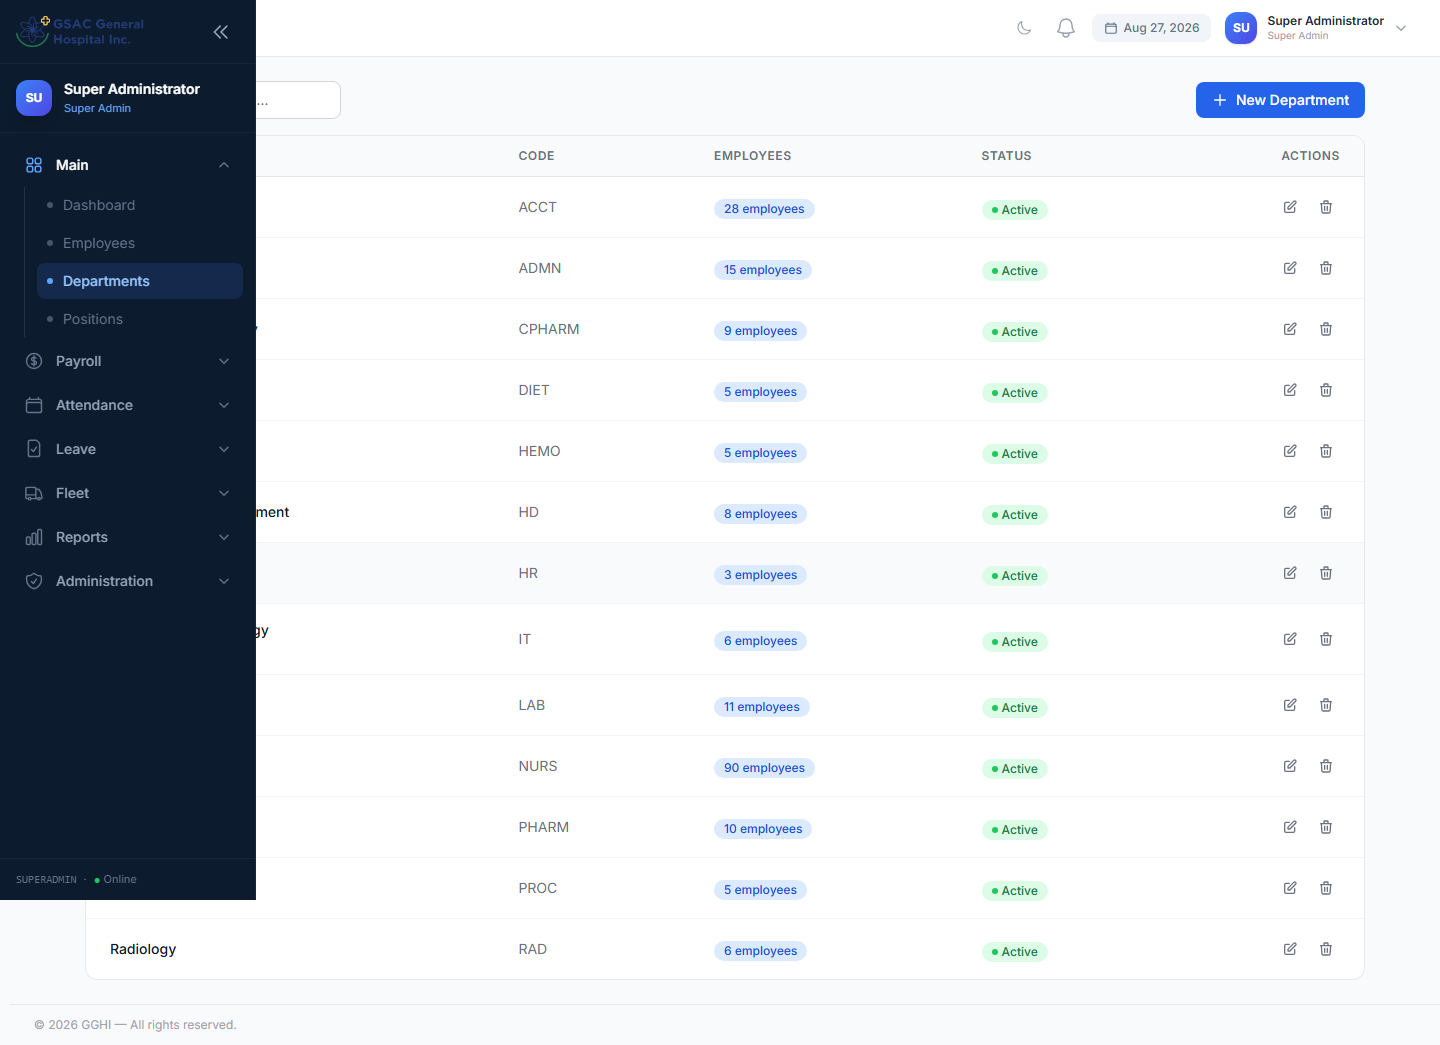 GSAC General
Hospital Inc.
Aug 27, 2026
SU
Super Administrator
Super Admin
SU
Super Administrator
Super Admin
...
New Department
Main
Dashboard
Employees
Departments
Positions
Payroll
Attendance
Leave
Fleet
Reports
Administration
SUPERADMIN · Online
CODE EMPLOYEES STATUS ACTIONS
ACCT 28 employees Active
ADMN 15 employees Active
CPHARM 9 employees Active
DIET 5 employees Active
HEMO 5 employees Active
ment HD 8 employees Active
HR 3 employees Active
gy IT 6 employees Active
LAB 11 employees Active
NURS 90 employees Active
PHARM 10 employees Active
PROC 5 employees Active
Radiology RAD 6 employees Active
© 2026 GGHI — All rights reserved.